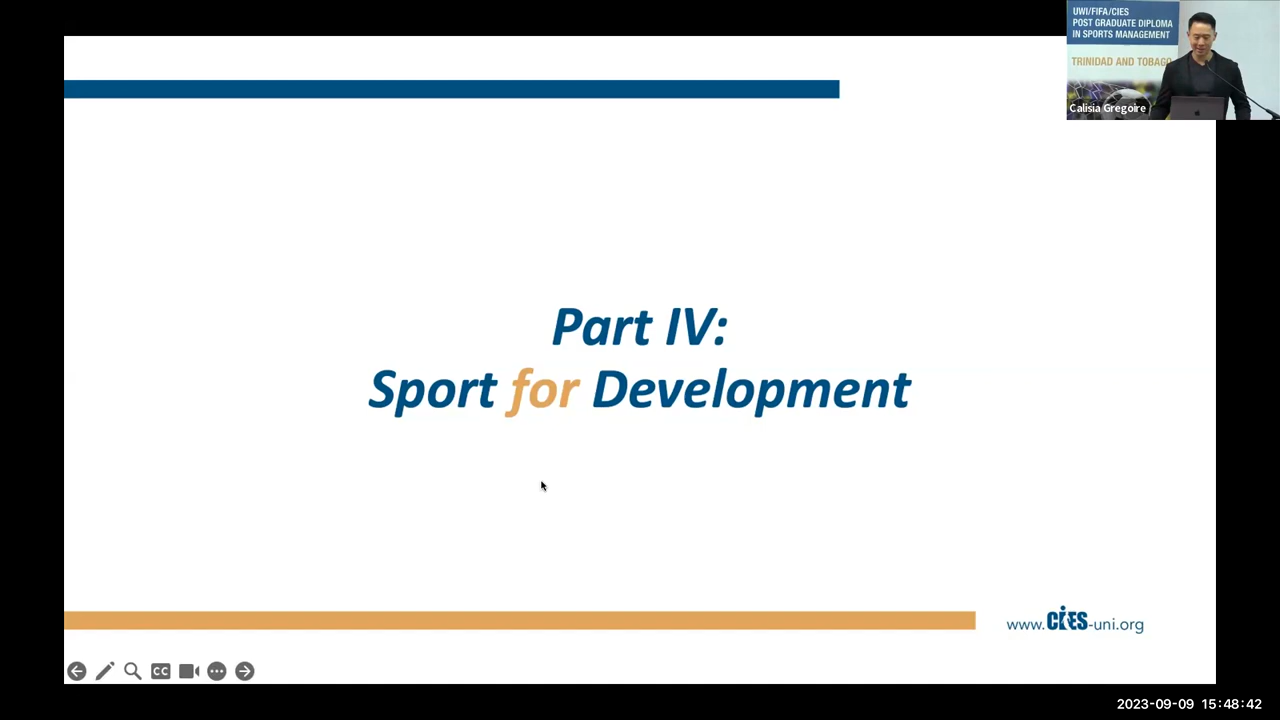 UWI/FIFA/CIES
POST GRADUATE DIPLOMA
IN SPORTS MANAGEMENT
TRINIDAD AND TOBAGO
Calisia Gregoire
Part IV:
Sport for Development
www.CIES-uni.org
CC
2023-09-09 15:48:42